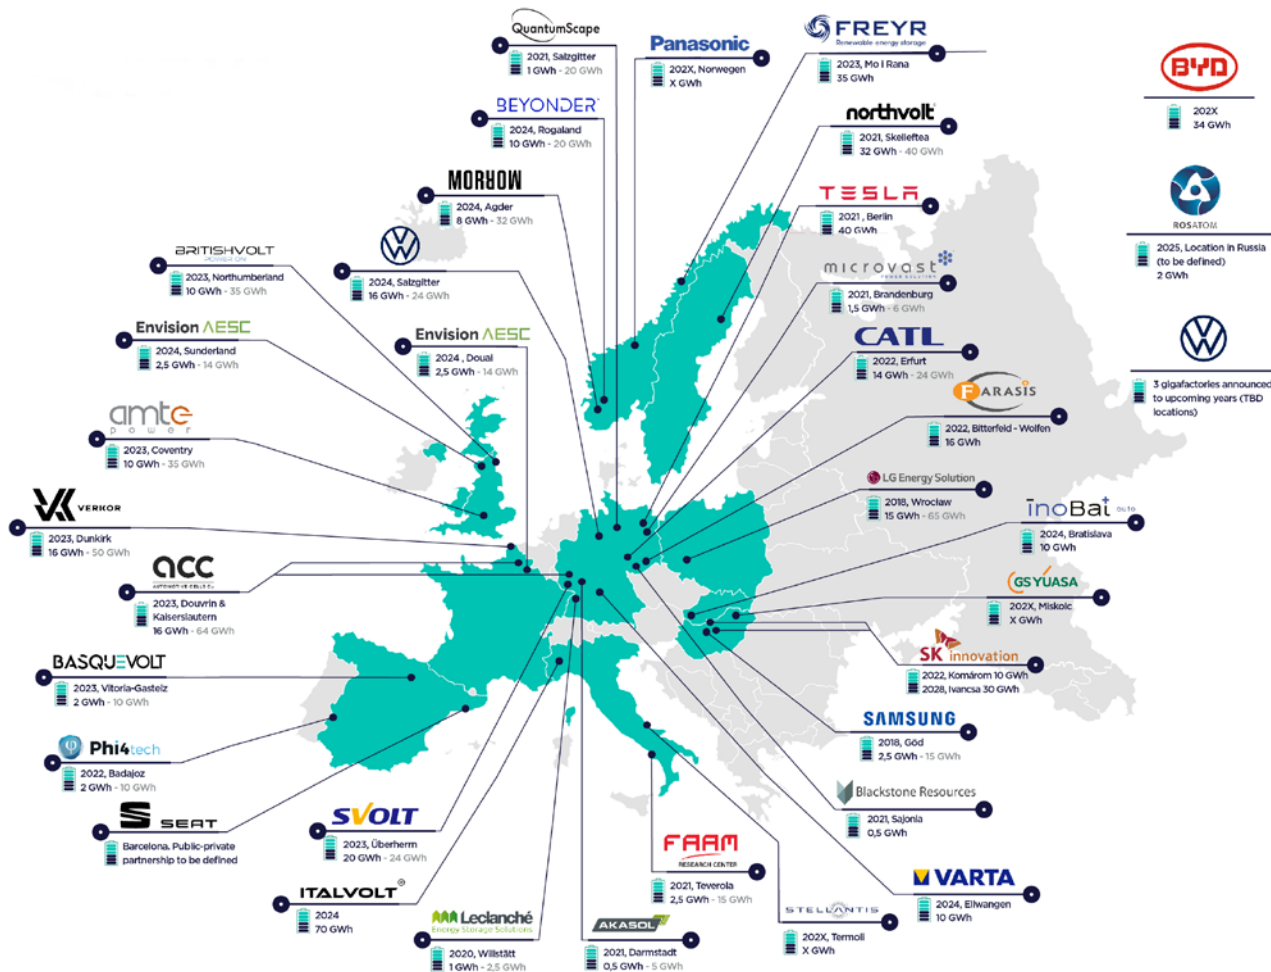 QuantumScape
2021, Salzgitter
1 GWh - 20 GWh
Panasonic
202X, Norwegen
X GWh
FREYR
Renewable energy storage
2023, Mo i Rana
35 GWh
BYD
202X
34 GWh
BEYONDER
2024, Rogaland
10 GWh - 20 GWh
northvolt
2021, Skelleftea
32 GWh - 40 GWh
MORROW
2024, Agder
8 GWh - 32 GWh
TESLA
2021 , Berlin
40 GWh
ROSATOM
2025, Location in Russia
(to be defined)
2 GWh
BRITISHVOLT
POWER ON
2023, Northumberland
10 GWh - 35 GWh
VW
2024, Salzgitter
16 GWh - 24 GWh
microvast
POWER SOLUTION
2021, Brandenburg
1,5 GWh - 6 GWh
Envision AESC
2024, Sunderland
2,5 GWh - 14 GWh
Envision AESC
2024 , Douai
2,5 GWh - 14 GWh
CATL
2022, Erfurt
14 GWh - 24 GWh
VW
3 gigafactories announced
to upcoming years (TBD
locations)
FARASIS
2022, Bitterfeld - Wolfen
16 GWh
amte
power
2023, Coventry
10 GWh - 35 GWh
LG Energy Solution
2018, Wrocław
15 GWh - 65 GWh
VERKOR
2023, Dunkirk
16 GWh - 50 GWh
inoBat auto
2024, Bratislava
10 GWh
acc
AUTOMOTIVE CELLS Co
2023, Douvrin &
Kaiserslautern
16 GWh - 64 GWh
GS YUASA
202X, Miskolc
X GWh
SK innovation
2022, Komárom 10 GWh
2028, Ivancsa 30 GWh
BASQUEVOLT
2023, Vitoria-Gasteiz
2 GWh - 10 GWh
SAMSUNG
2018, Göd
2,5 GWh - 15 GWh
Phi4tech
2022, Badajoz
2 GWh - 10 GWh
Blackstone Resources
2021, Sajonia
0,5 GWh
SEAT
Barcelona. Public-private
partnership to be defined
SVOLT
2023, Überherrn
20 GWh - 24 GWh
FAAM
RESEARCH CENTER
2021, Teverola
2,5 GWh - 15 GWh
VARTA
2024, Ellwangen
10 GWh
ITALVOLT
2024
70 GWh
Leclanché
Energy Storage Solutions
2020, Willstätt
1 GWh - 2,5 GWh
AKASOL
2021, Darmstadt
0,5 GWh - 5 GWh
STELLANTIS
202X, Termoli
X GWh